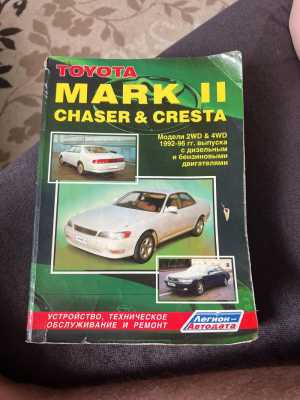 TOYOTA
MARK II
CHASER & CRESTA
Модели 2WD & 4WD
1992-96 гг. выпуска
с дизельным
и бензиновыми
двигателями
УСТРОЙСТВО, ТЕХНИЧЕСКОЕ
ОБСЛУЖИВАНИЕ И РЕМОНТ
Легион-
Автодата